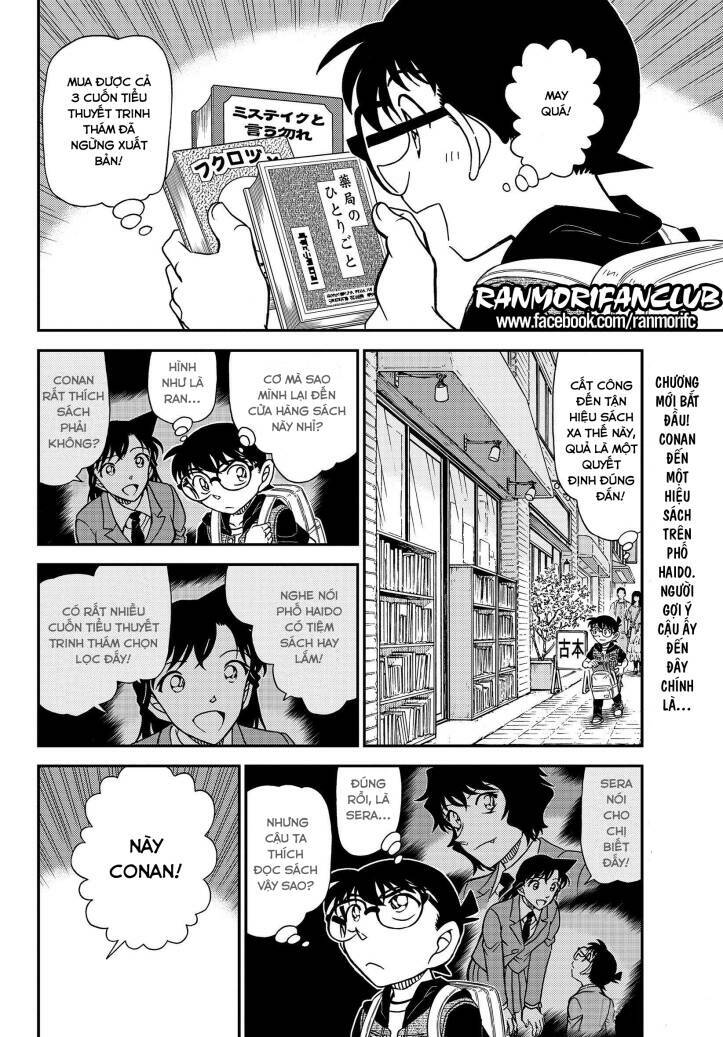 MUA ĐƯỢC CẢ
3 CUỐN TIỂU
THUYẾT TRINH
THÁM ĐÃ
NGỪNG XUẤT
BẢN!
MAY
QUÁ!
ミステイクと
言う勿れ
フクロツ
薬局の
ひとりごと
RANMORIFANCLUB
www.facebook.com/ranmorifc
CONAN
RẤT THÍCH
SÁCH
PHẢI
KHÔNG?
HÌNH
NHƯ LÀ
RAN...
CƠ MÀ SAO
MÌNH LẠI ĐẾN
CỬA HÀNG SÁCH
NÀY NHỈ?
CẤT CÔNG
ĐẾN TẬN
HIỆU SÁCH
XA THẾ NÀY,
QUẢ LÀ MỘT
QUYẾT
ĐỊNH ĐÚNG
ĐẮN!
古本
CHƯƠNG
MỚI BẮT
ĐẦU!
CONAN
ĐẾN
MỘT
HIỆU
SÁCH
TRÊN
PHỐ
HAIDO.
NGƯỜI
GỢI Ý
CẬU ẤY
ĐẾN
ĐÂY
CHÍNH
LÀ...
CÓ RẤT NHIỀU
CUỐN TIỂU THUYẾT
TRINH THÁM CHỌN
LỌC ĐẤY!
NGHE NÓI
PHỐ HAIDO
CÓ TIỆM
SÁCH HAY
LẮM!
NÀY
CONAN!
NHƯNG
CẬU TA
THÍCH
ĐỌC SÁCH
VẬY SAO?
ĐÚNG
RỒI, LÀ
SERA...
SERA
NÓI
CHO
CHỊ
BIẾT
ĐẤY!